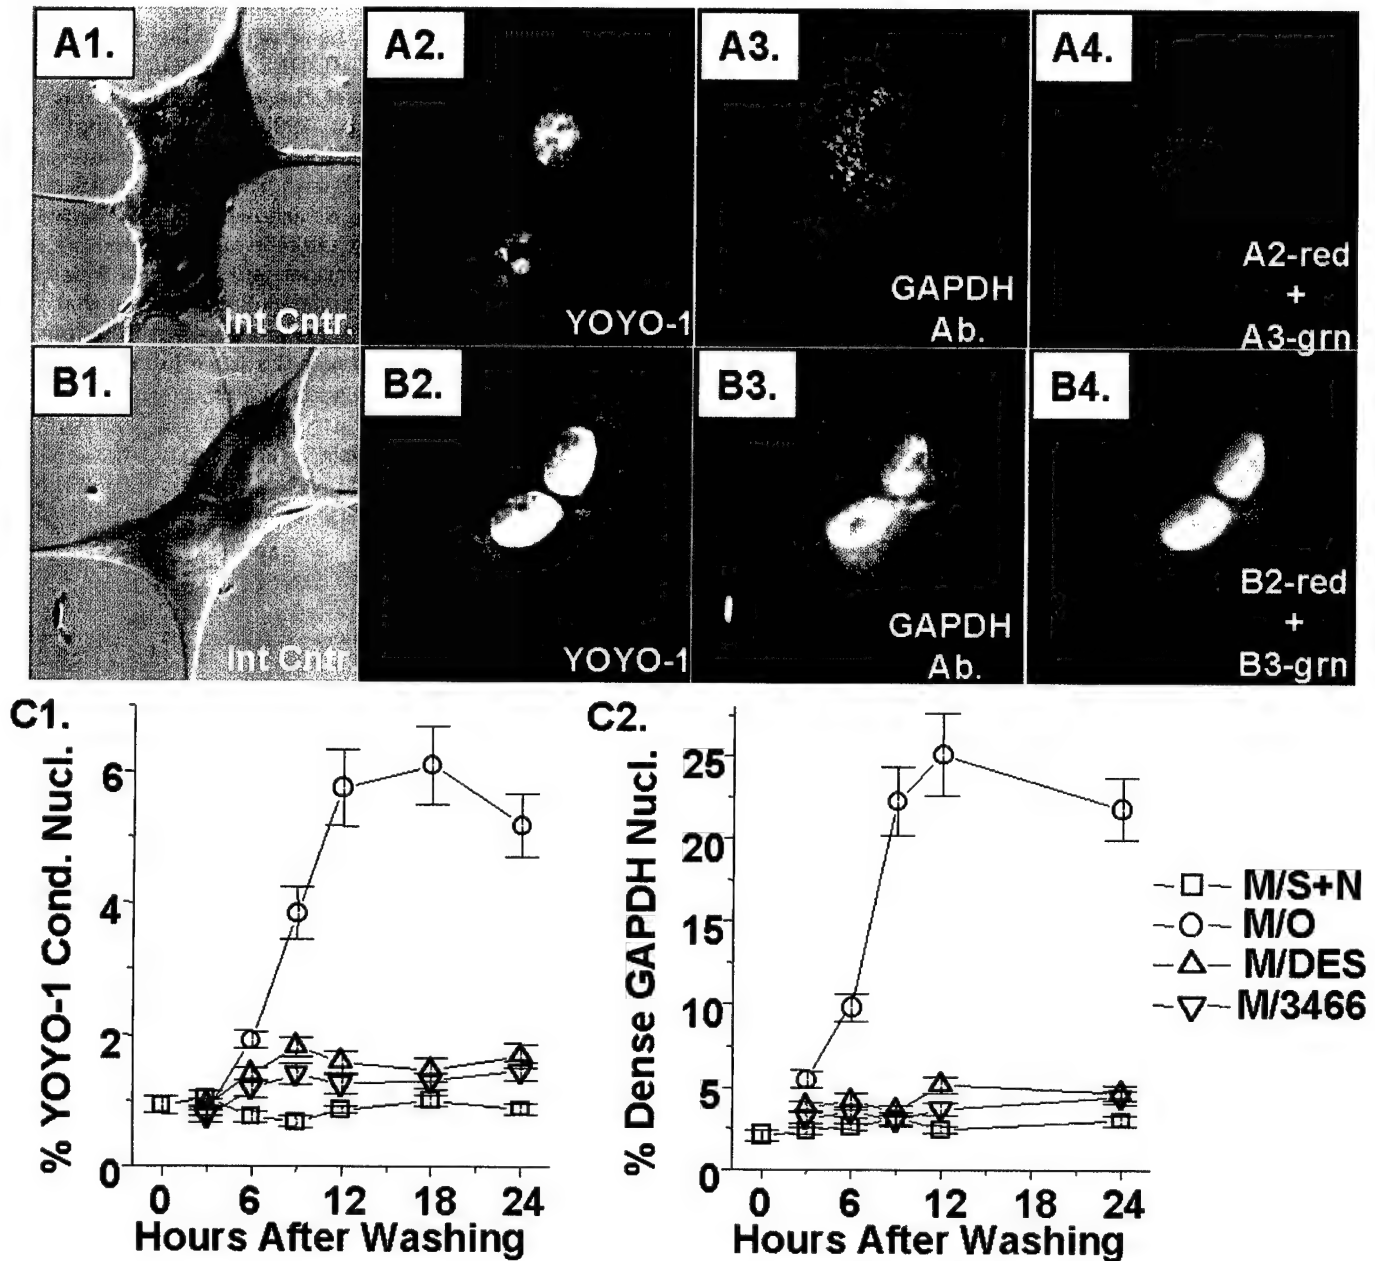 A1.
Int Cntr.
A2.
YOYO-1
A3.
GAPDH
Ab.
A4.
A2-red
+
A3-grn
B1.
Int Cntr
B2.
YOYO-1
B3.
GAPDH
Ab.
B4.
B2-red
+
B3-grn
C1.
% YOYO-1 Cond. Nucl.
6
4
2
0
0 6 12 18 24
Hours After Washing
C2.
% Dense GAPDH Nucl.
25
20
15
10
5
0
0 6 12 18 24
Hours After Washing
M/S+N
M/O
M/DES
M/3466